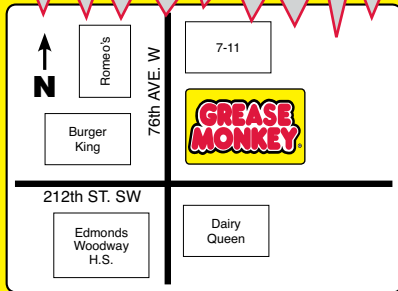 N
Romeo's
76th AVE. W
7-11
Burger
King
GREASE
MONKEY®
212th ST. SW
Edmonds
Woodway
H.S.
Dairy
Queen